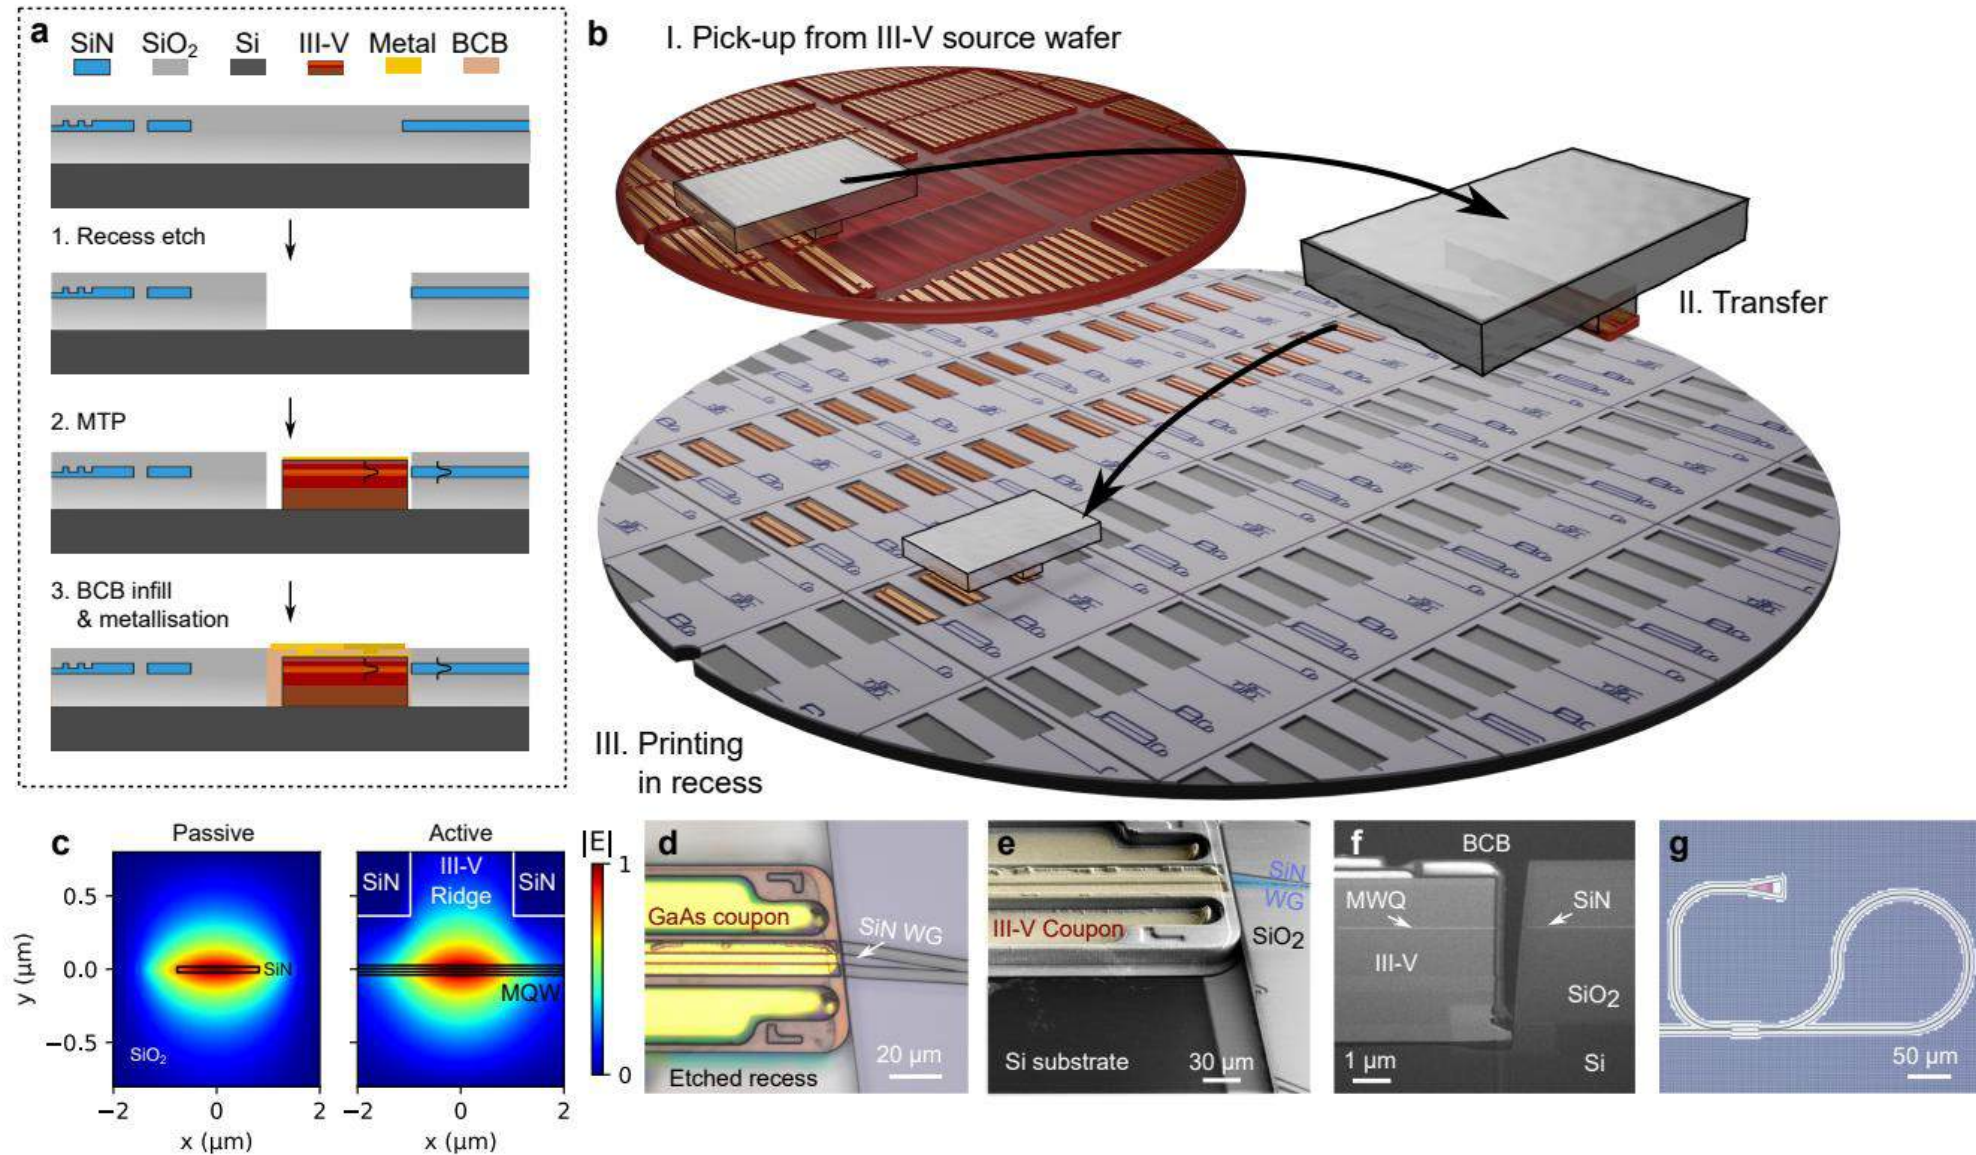 a
SiN SiO₂ Si III-V Metal BCB
1. Recess etch
2. MTP
3. BCB infill
& metallisation
b
I. Pick-up from III-V source wafer
II. Transfer
III. Printing
in recess
c
Passive
Active
|E|
1
0
y (μm)
0.5
0.0
−0.5
SiN
SiO₂
−2 0 2
x (μm)
SiN
III-V
Ridge
SiN
MQW
−2 0 2
x (μm)
d
GaAs coupon
SiN WG
20 μm
Etched recess
e
SiN
WG
III-V Coupon
SiO₂
Si substrate
30 μm
f
BCB
MWQ
SiN
III-V
SiO₂
1 μm
Si
g
50 μm